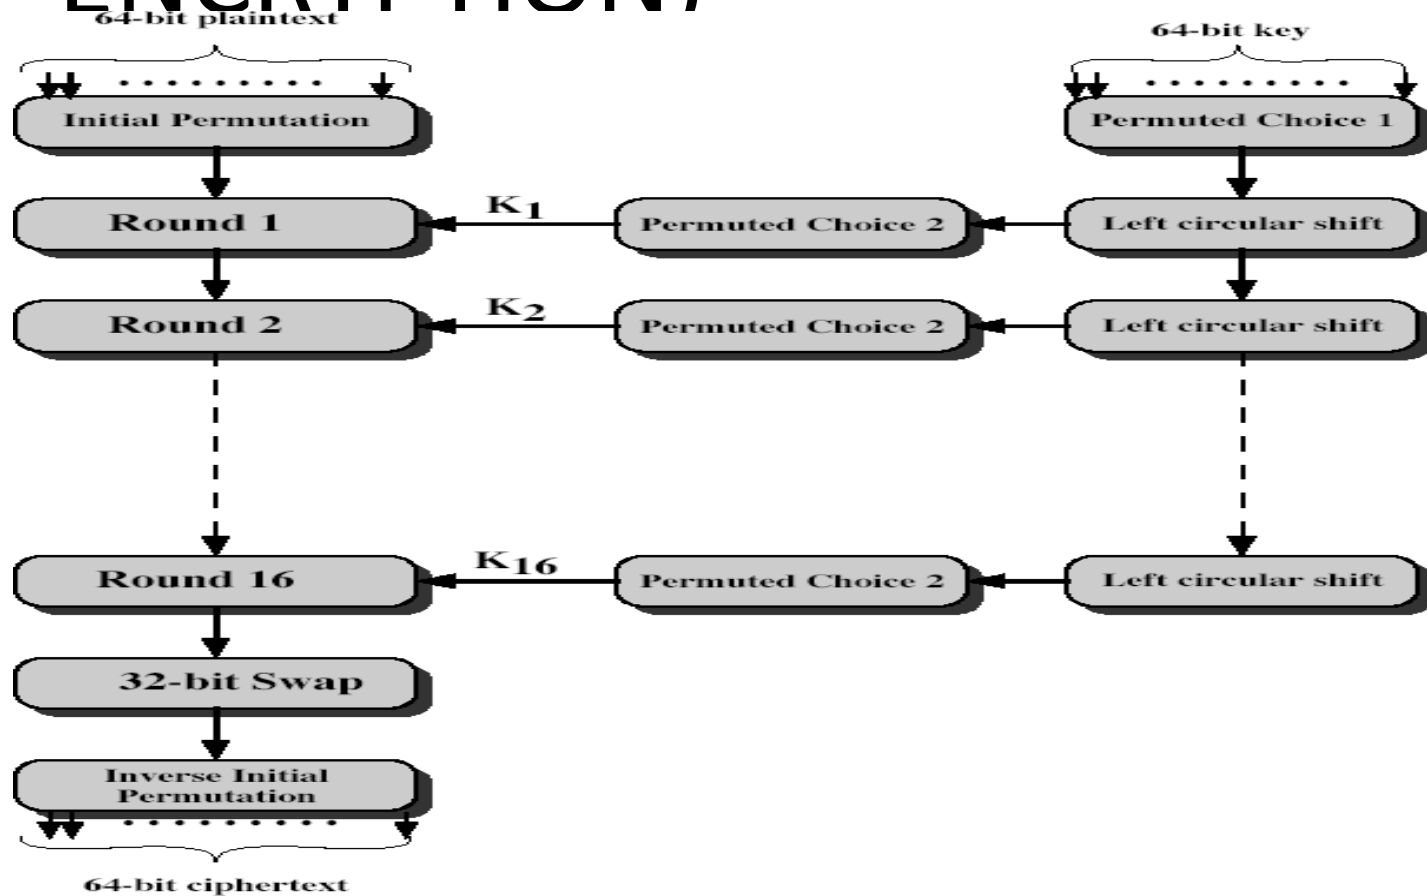 ENCRYPTION)
64-bit plaintext
64-bit key
Initial Permutation
Permuted Choice 1
Round 1
K1
Permuted Choice 2
Left circular shift
Round 2
K2
Permuted Choice 2
Left circular shift
Round 16
K16
Permuted Choice 2
Left circular shift
32-bit Swap
Inverse Initial
Permutation
64-bit ciphertext